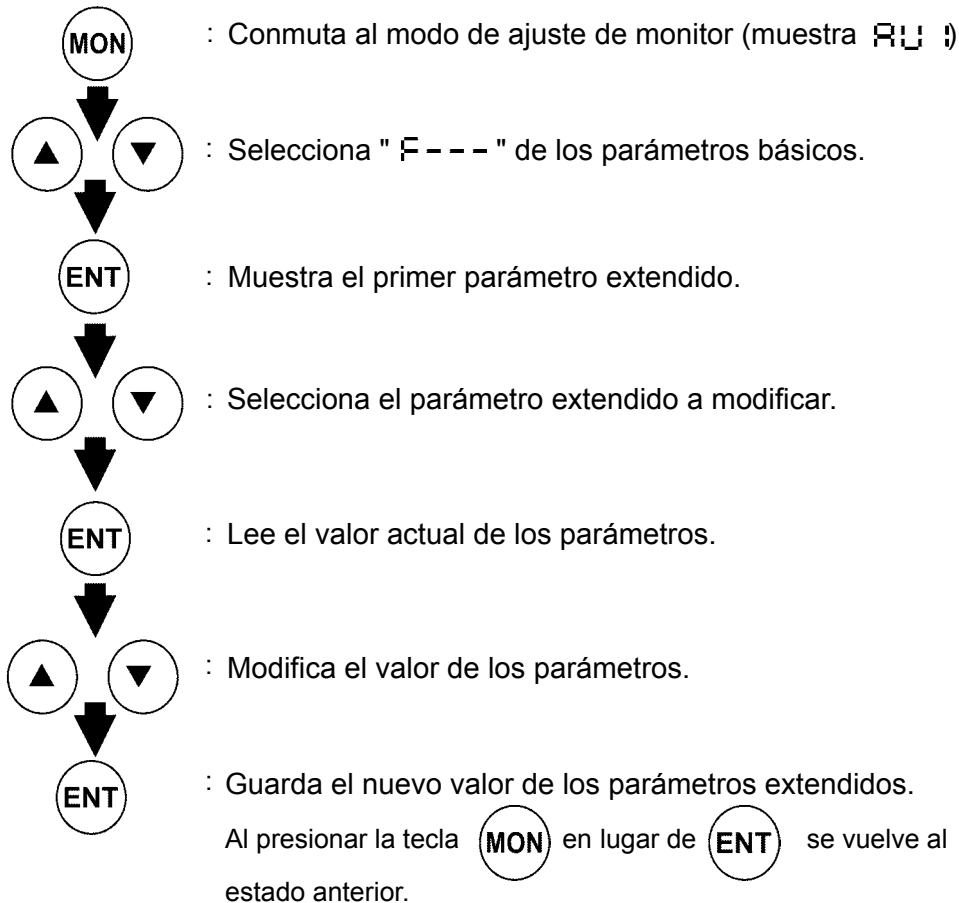 MON : Conmuta al modo de ajuste de monitor (muestra AU 1)
▲ ▼ : Selecciona " F - - - " de los parámetros básicos.
ENT : Muestra el primer parámetro extendido.
▲ ▼ : Selecciona el parámetro extendido a modificar.
ENT : Lee el valor actual de los parámetros.
▲ ▼ : Modifica el valor de los parámetros.
ENT : Guarda el nuevo valor de los parámetros extendidos.
Al presionar la tecla MON en lugar de ENT se vuelve al
estado anterior.